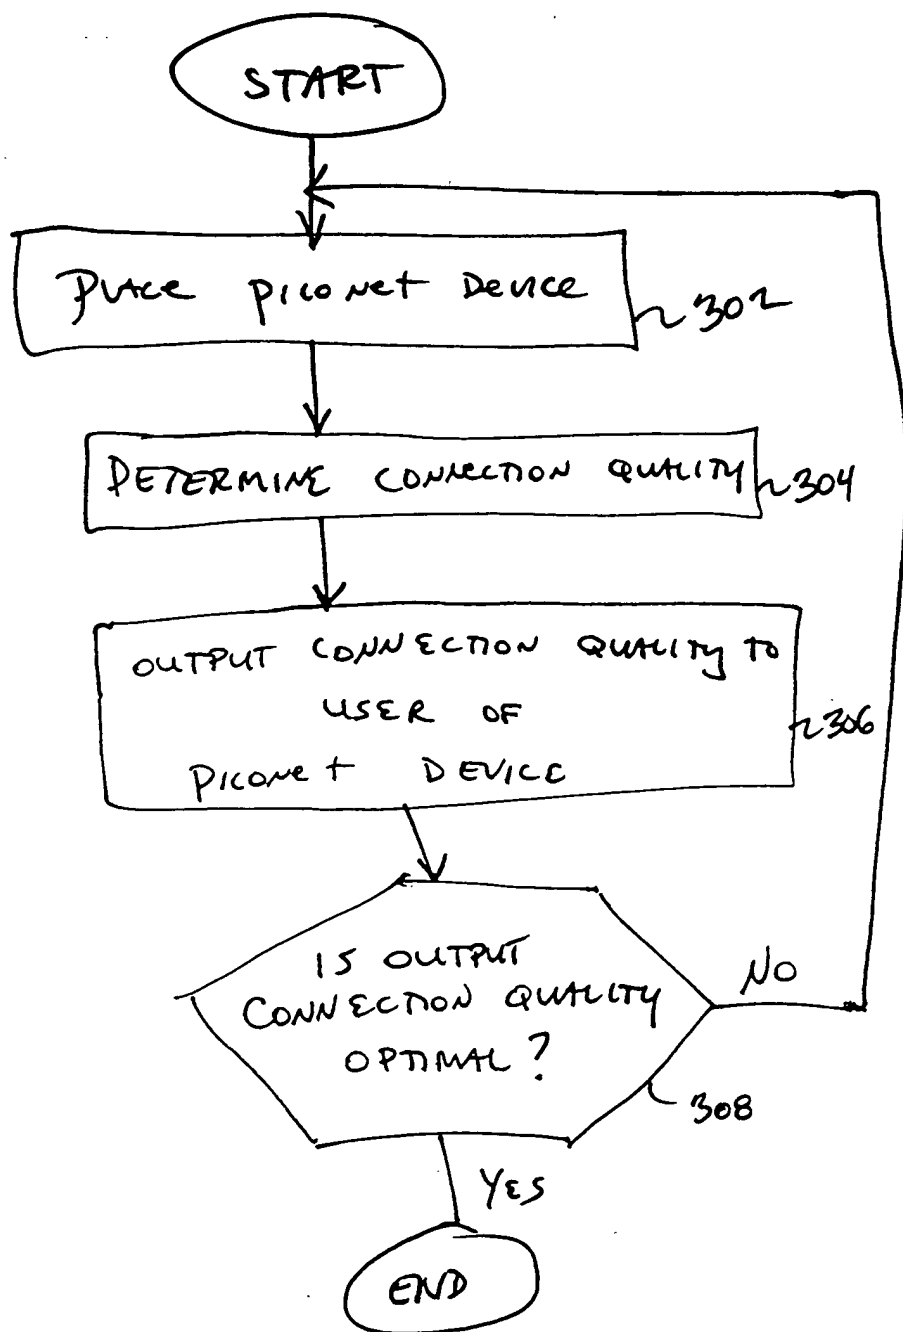 START
PLACE PICONET DEVICE
302
DETERMINE CONNECTION QUALITY
304
OUTPUT CONNECTION QUALITY TO
USER OF
PICONET DEVICE
306
IS OUTPUT
CONNECTION QUALITY
OPTIMAL?
NO
308
YES
END